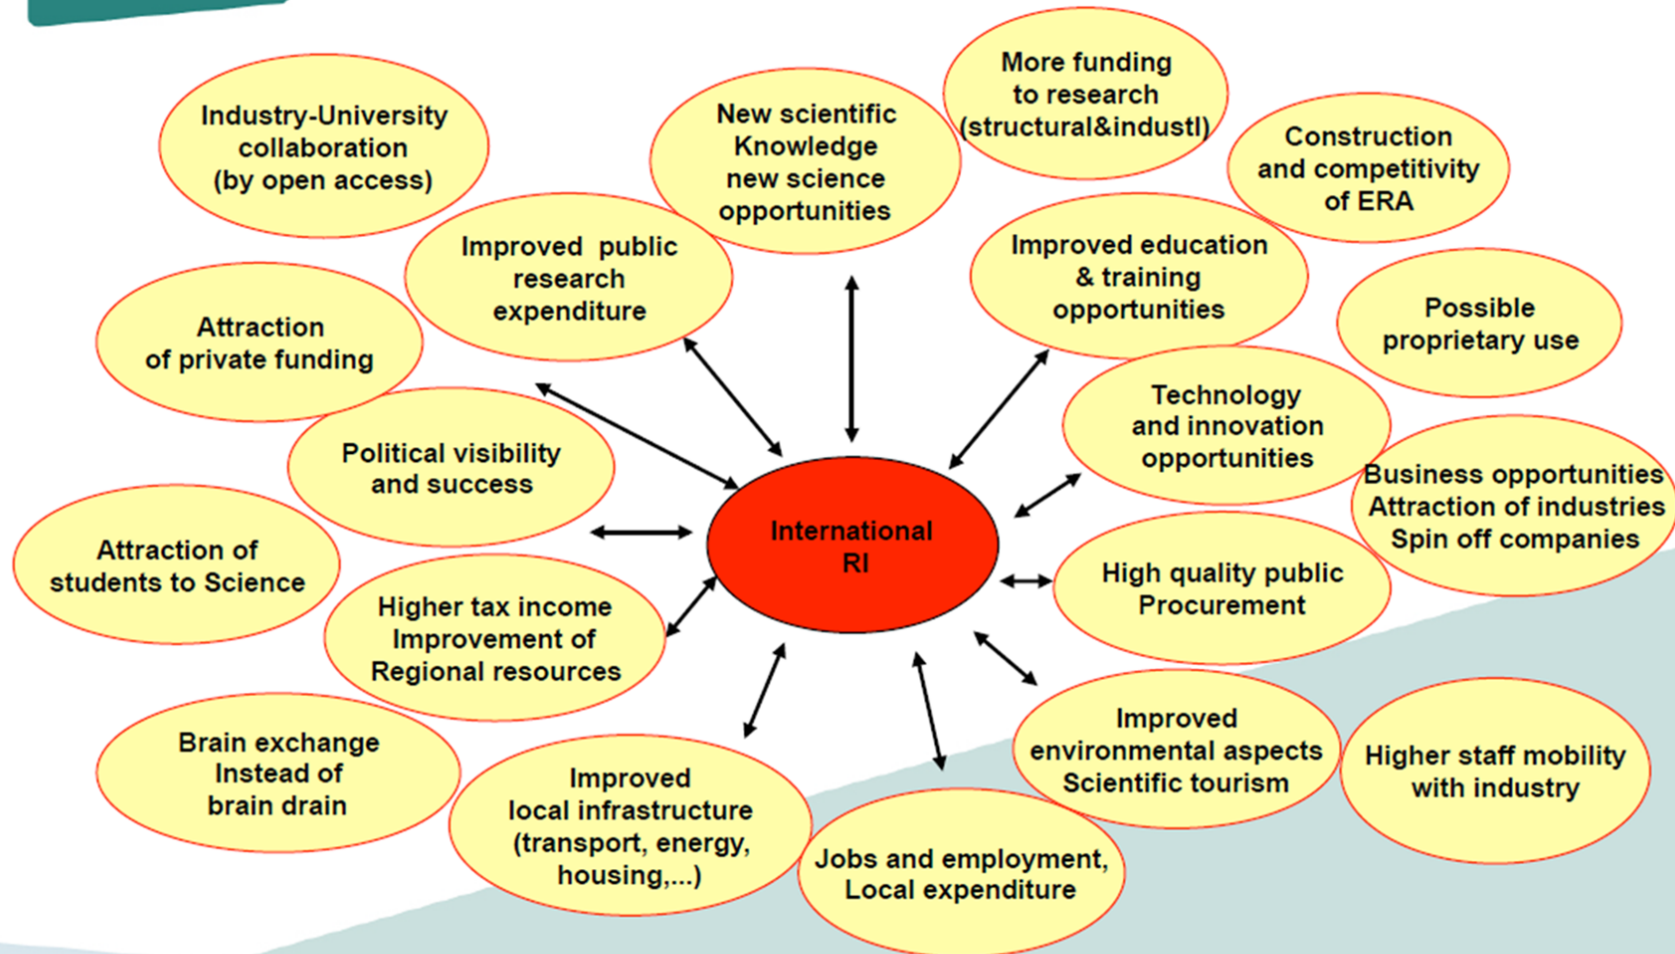 More funding
to research
(structural&industl)
Industry-University
collaboration
(by open access)
New scientific
Knowledge
new science
opportunities
Construction
and competitivity
of ERA
Improved public
research
expenditure
Improved education
& training
opportunities
Attraction
of private funding
Possible
proprietary use
Technology
and innovation
opportunities
Political visibility
and success
Business opportunities
Attraction of industries
Spin off companies
International
RI
Attraction of
students to Science
High quality public
Procurement
Higher tax income
Improvement of
Regional resources
Improved
environmental aspects
Scientific tourism
Higher staff mobility
with industry
Brain exchange
Instead of
brain drain
Improved
local infrastructure
(transport, energy,
housing,...)
Jobs and employment,
Local expenditure